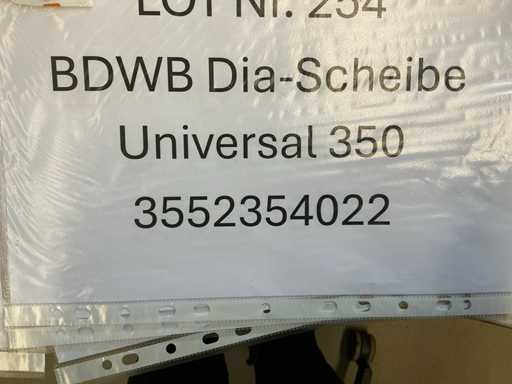 LOT Nr. 254
BDWB Dia-Scheibe
Universal 350
3552354022